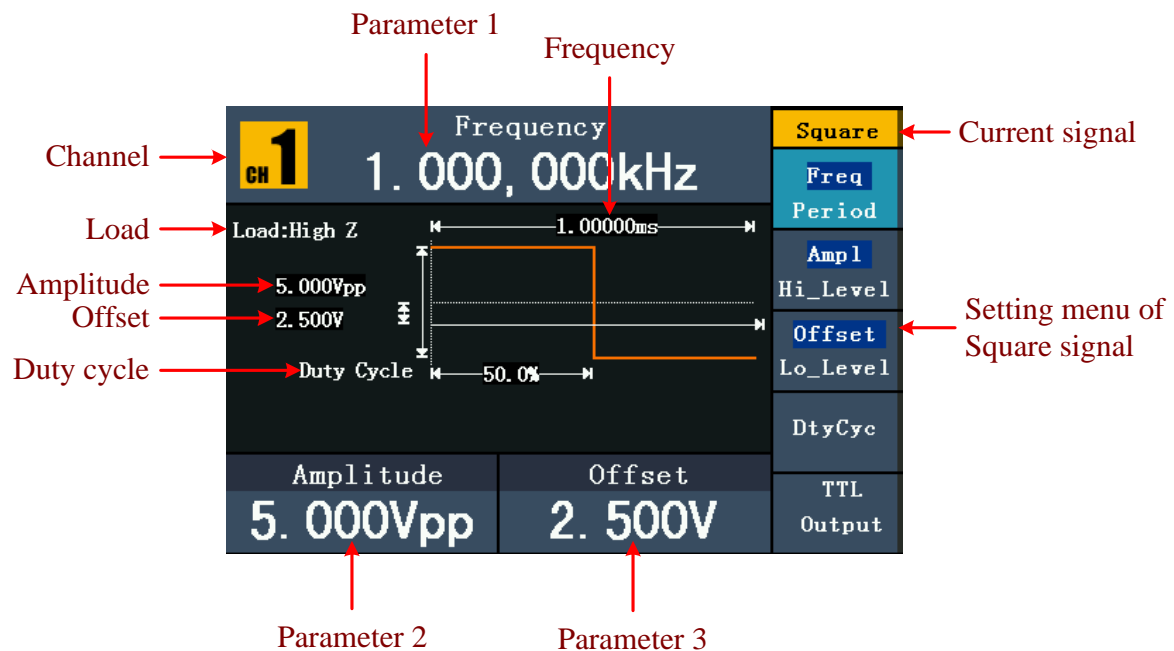 Parameter 1
Frequency
Channel
CH 1
Frequency
1.000,000kHz
Square
Current signal
Freq
Period
Load
Load:High Z
1.00000ms
Ampl
Hi_Level
Amplitude
5.000Vpp
Offset
2.500V
Offset
Lo_Level
Setting menu of
Square signal
Duty cycle
Duty Cycle
50.0%
DtyCyc
Amplitude
5.000Vpp
Offset
2.500V
TTL
Output
Parameter 2
Parameter 3